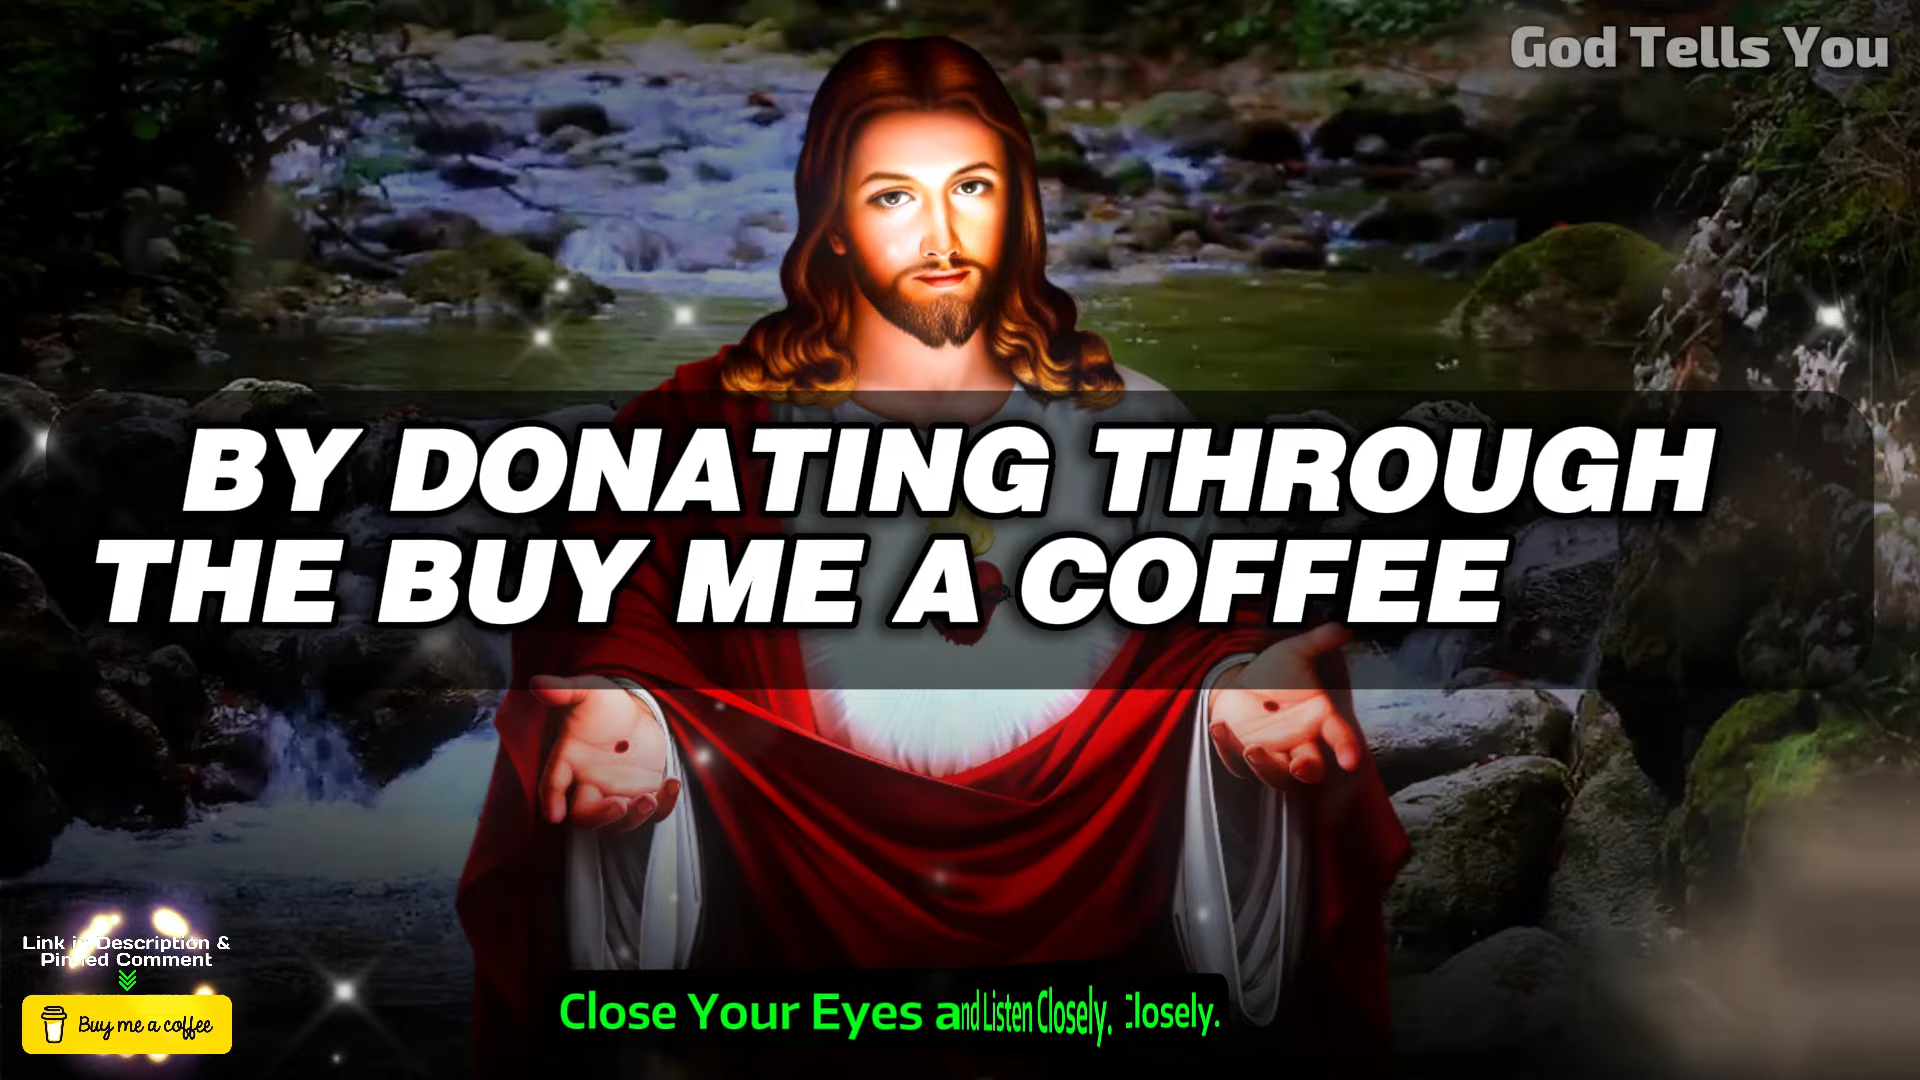 God Tells You
BY DONATING THROUGH
THE BUY ME A COFFEE
Link in Description &
Pinned Comment
Buy me a coffee
Close Your Eyes and Listen Closely. Closely.